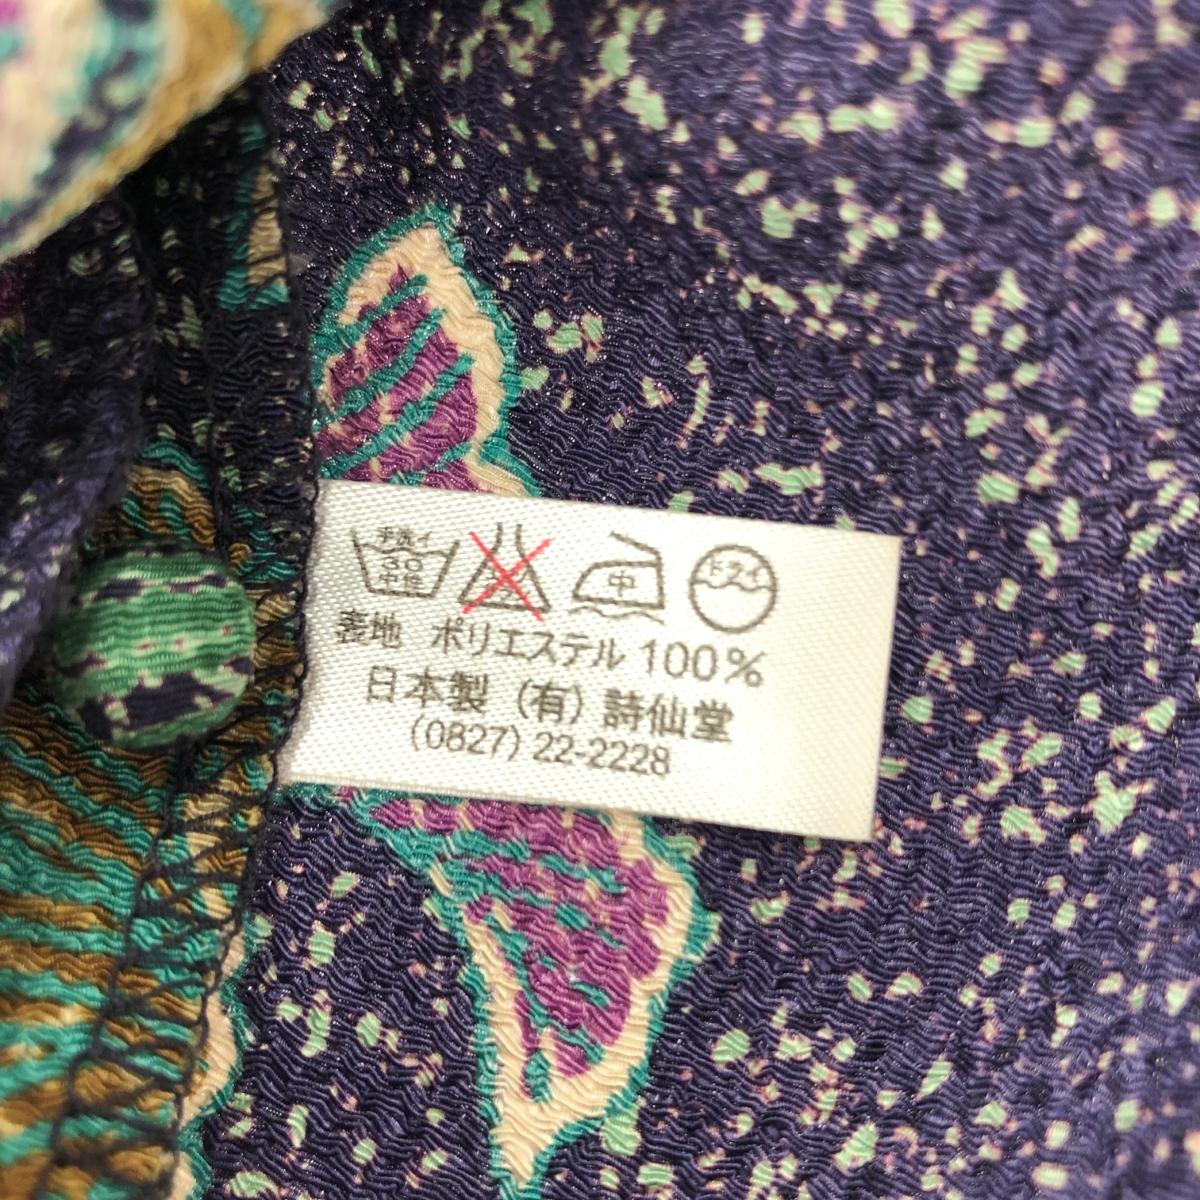 手洗イ 30 中性 中 ドライ
表地 ポリエステル 100%
日本製 (有) 詩仙堂
(0827) 22-2228